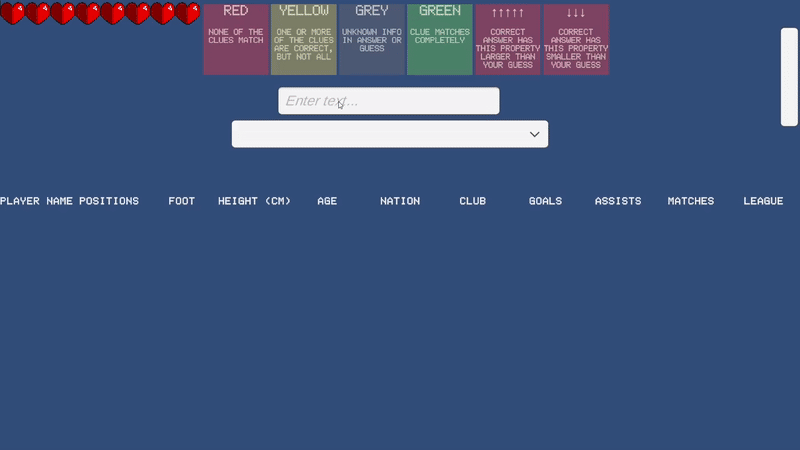 RED
NONE OF THE
CLUES MATCH
YELLOW
ONE OR MORE
OF THE CLUES
ARE CORRECT,
BUT NOT ALL
GREY
UNKNOWN INFO
IN ANSWER OR
GUESS
GREEN
CLUE MATCHES
COMPLETELY
↑↑↑↑↑
CORRECT
ANSWER HAS
THIS PROPERTY
LARGER THAN
YOUR GUESS
↓↓↓
CORRECT
ANSWER HAS
THIS PROPERTY
SMALLER THAN
YOUR GUESS
Enter text...
PLAYER NAME POSITIONS FOOT HEIGHT (CM) AGE NATION CLUB GOALS ASSISTS MATCHES LEAGUE